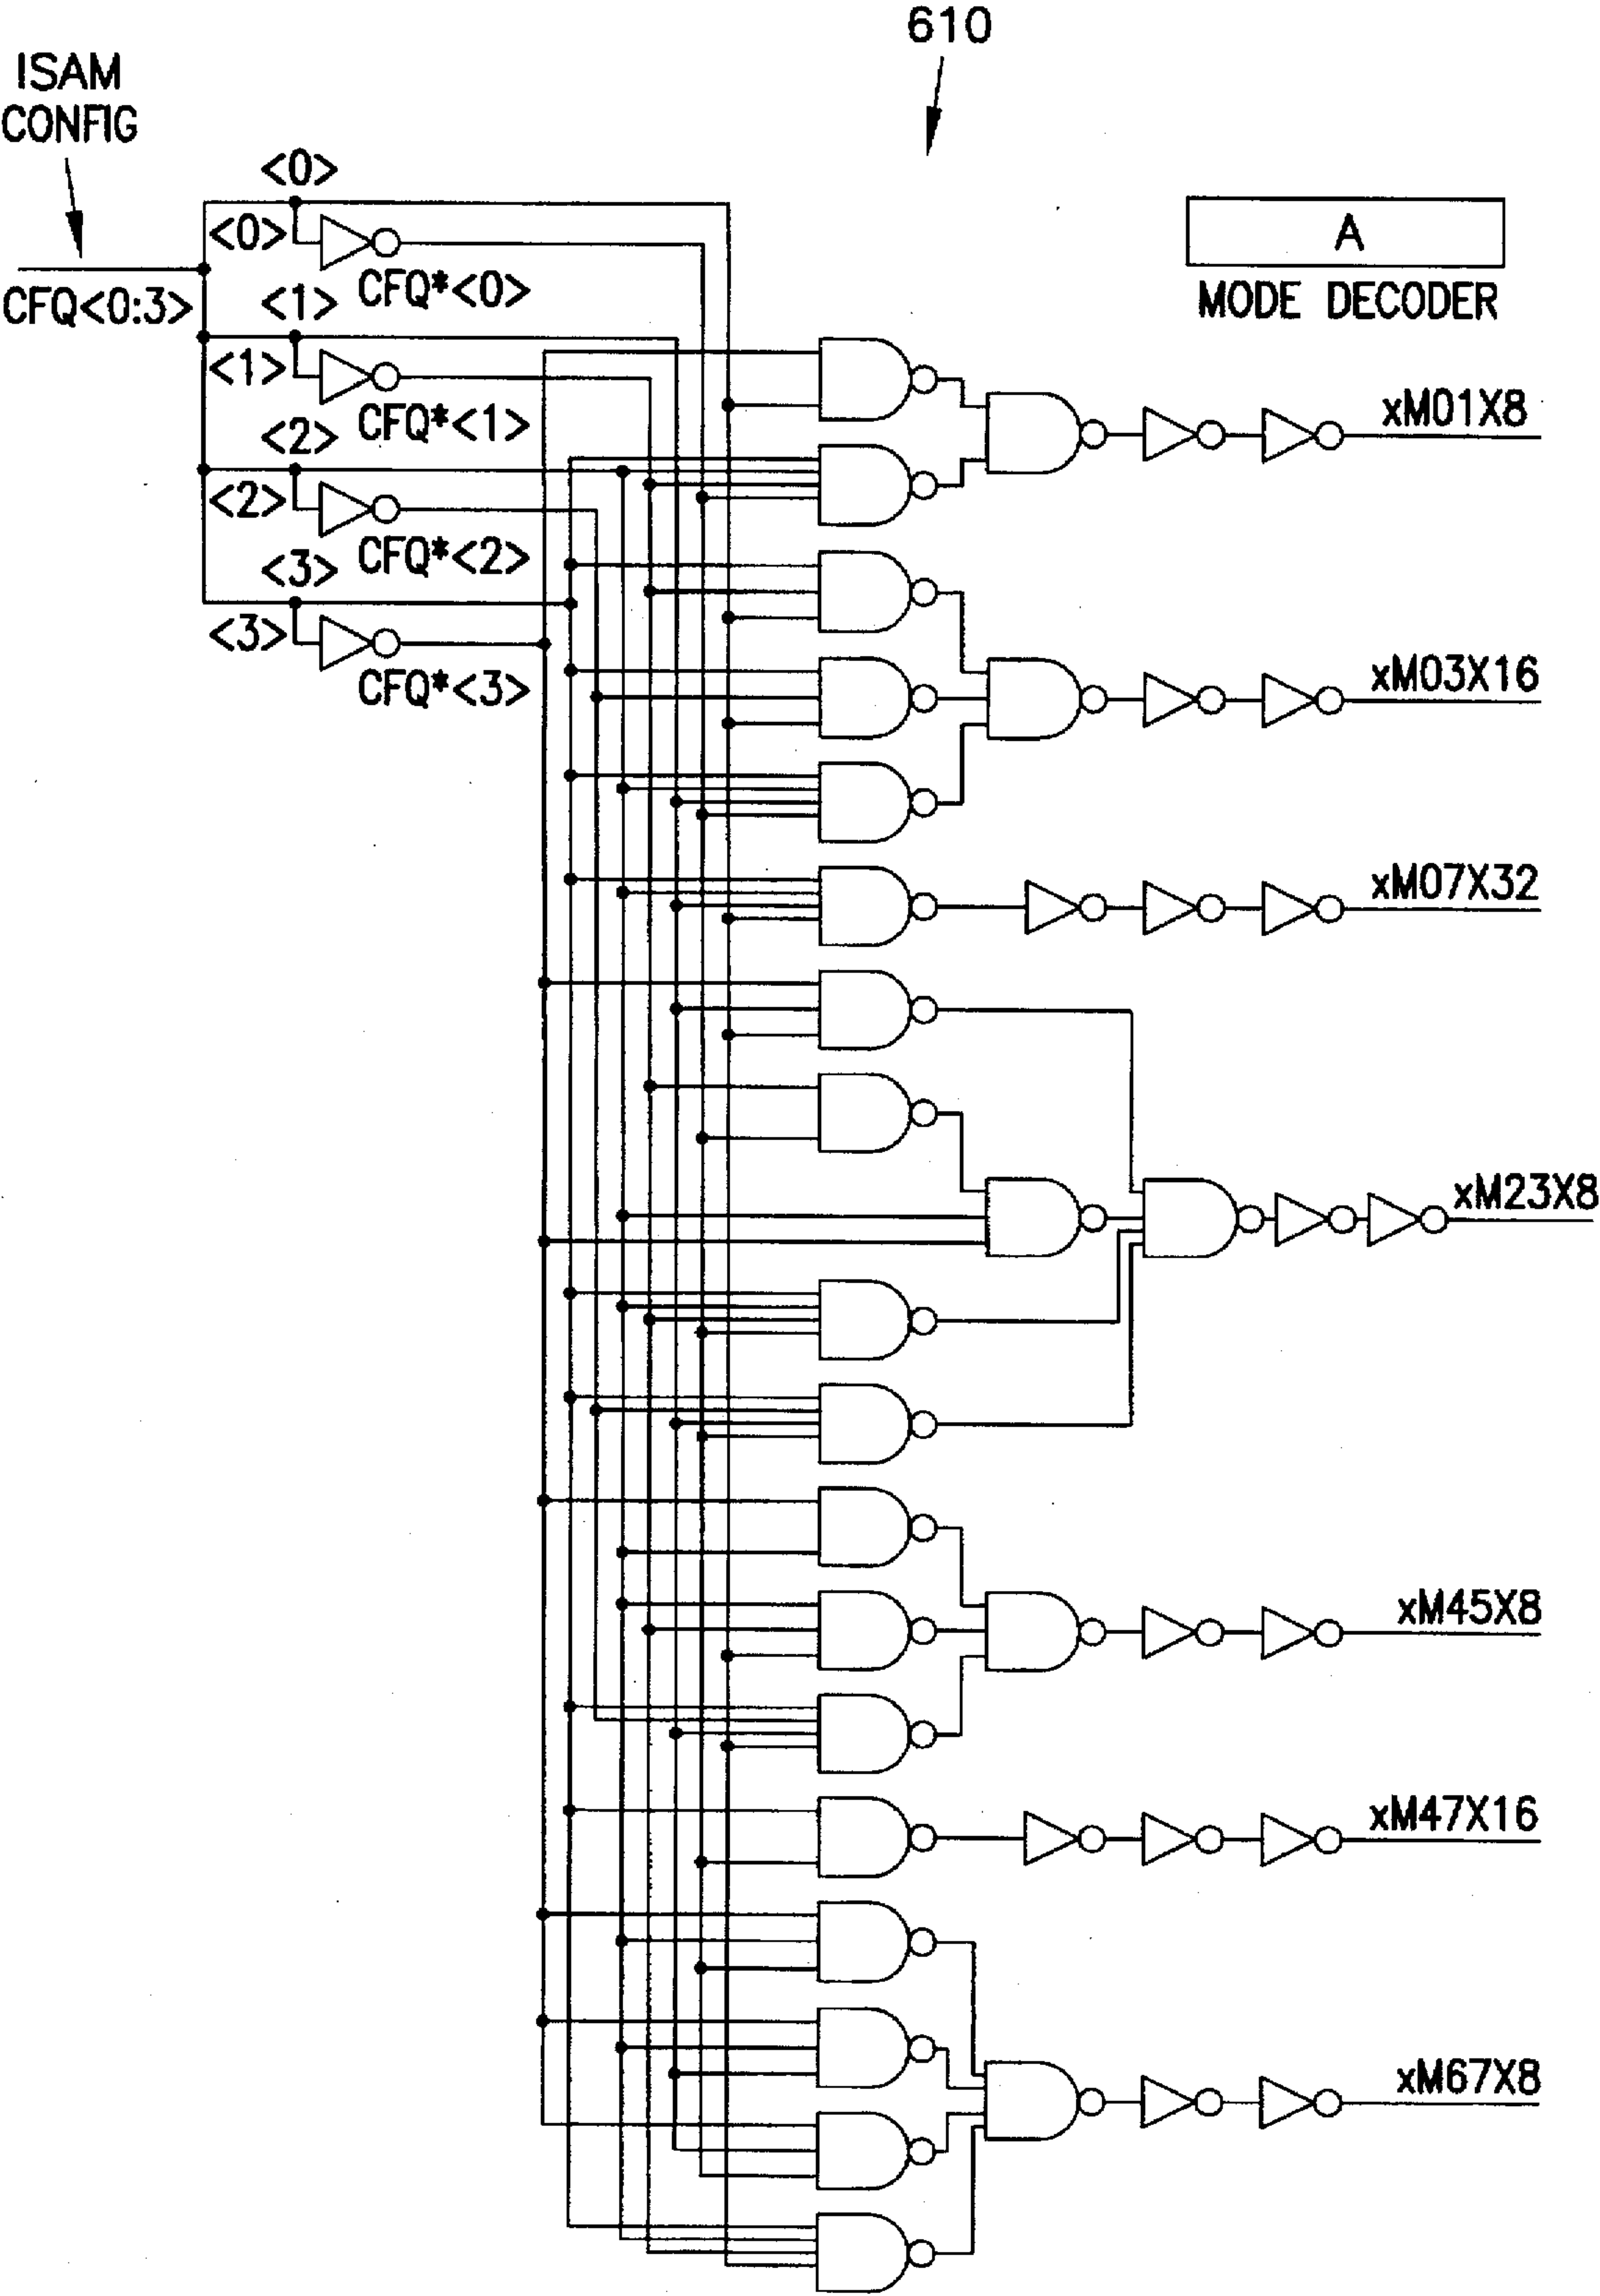 610
ISAM
CONFIG
<0>
<0>
CFQ*<0>
CFQ<0:3>
<1>
<1>
CFQ*<1>
<2>
<2>
CFQ*<2>
<3>
<3>
CFQ*<3>
A
MODE DECODER
xM01X8
xM03X16
xM07X32
xM23X8
xM45X8
xM47X16
xM67X8